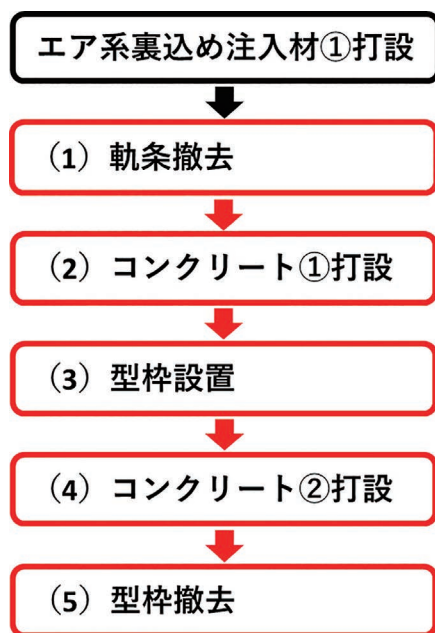 エア系裏込め注入材①打設
（1）軌条撤去
（2）コンクリート①打設
（3）型枠設置
（4）コンクリート②打設
（5）型枠撤去